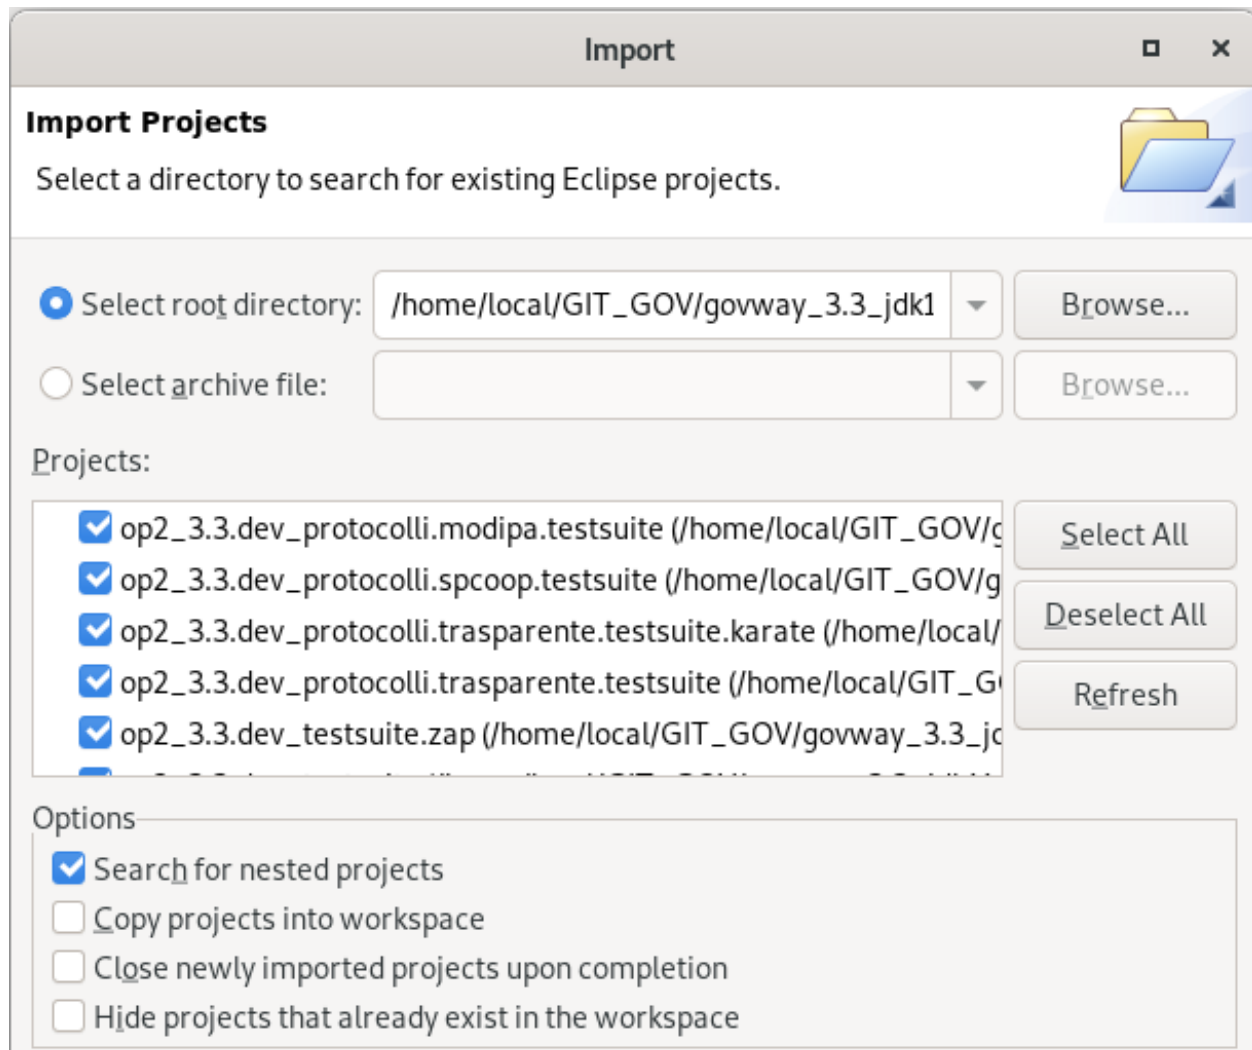 Import
Import Projects
Select a directory to search for existing Eclipse projects.
Select root directory: /home/local/GIT_GOV/govway_3.3_jdk1 Browse...
Select archive file: Browse...
Projects:
op2_3.3.dev_protocolli.modipa.testsuite (/home/local/GIT_GOV/g
Select All
op2_3.3.dev_protocolli.spcoop.testsuite (/home/local/GIT_GOV/g
Deselect All
op2_3.3.dev_protocolli.trasparente.testsuite.karate (/home/local/
op2_3.3.dev_protocolli.trasparente.testsuite (/home/local/GIT_G
Refresh
op2_3.3.dev_testsuite.zap (/home/local/GIT_GOV/govway_3.3_jd
Options
Search for nested projects
Copy projects into workspace
Close newly imported projects upon completion
Hide projects that already exist in the workspace